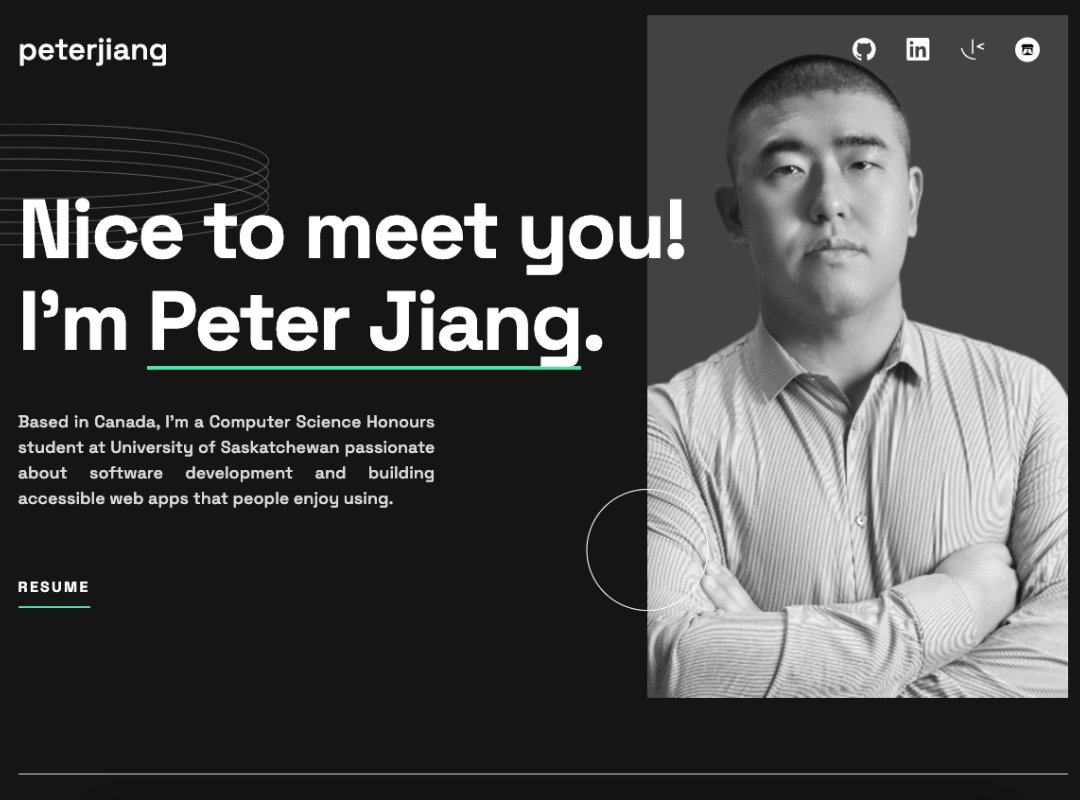 peterjiang
Nice to meet you!
I'm Peter Jiang.
Based in Canada, I'm a Computer Science Honours
student at University of Saskatchewan passionate
about software development and building
accessible web apps that people enjoy using.
RESUME